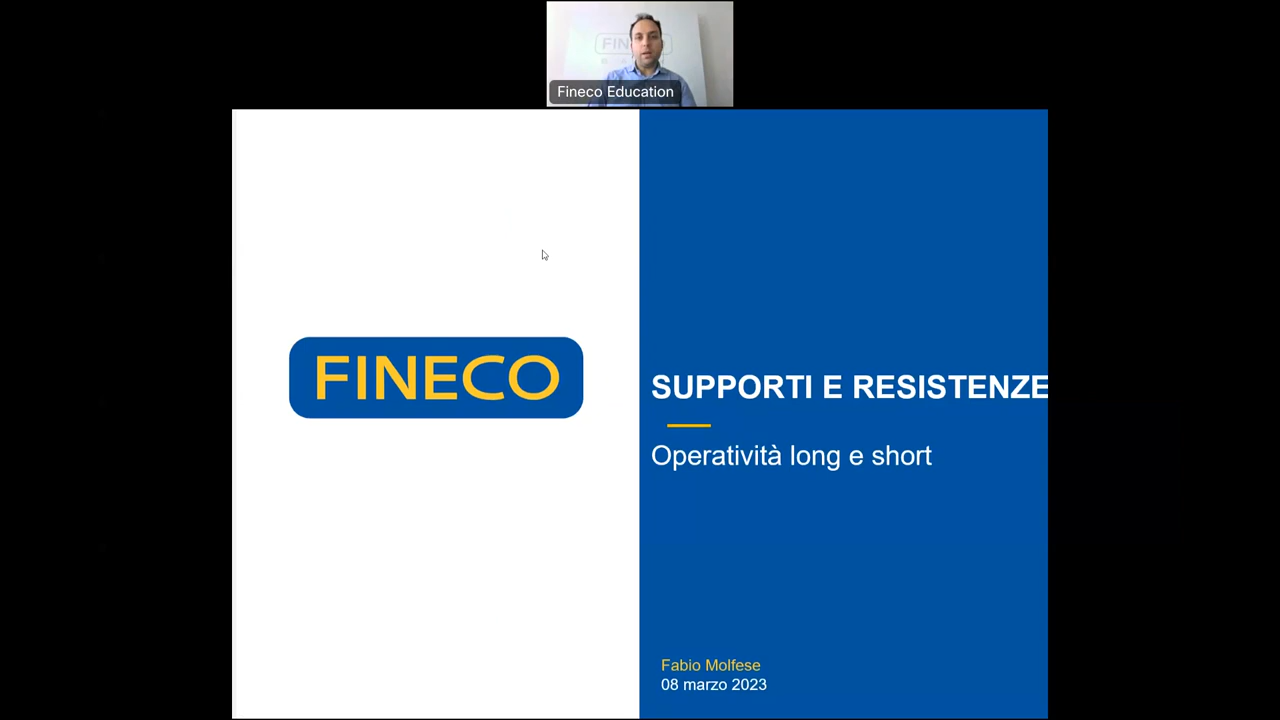 Fineco Education
FINECO
SUPPORTI E RESISTENZE
Operatività long e short
Fabio Molfese
08 marzo 2023